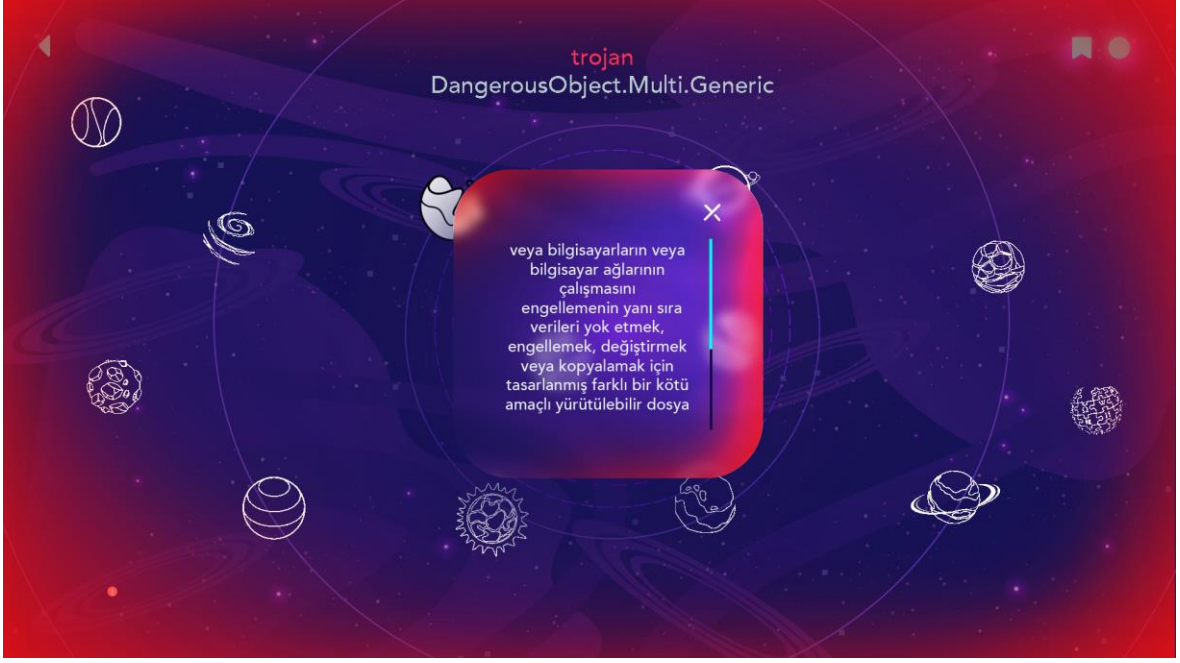 trojan
DangerousObject.Multi.Generic
veya bilgisayarların veya
bilgisayar ağlarının
çalışmasını
engellemenin yanı sıra
verileri yok etmek,
engellemek, değiştirmek
veya kopyalamak için
tasarlanmış farklı bir kötü
amaçlı yürütülebilir dosya